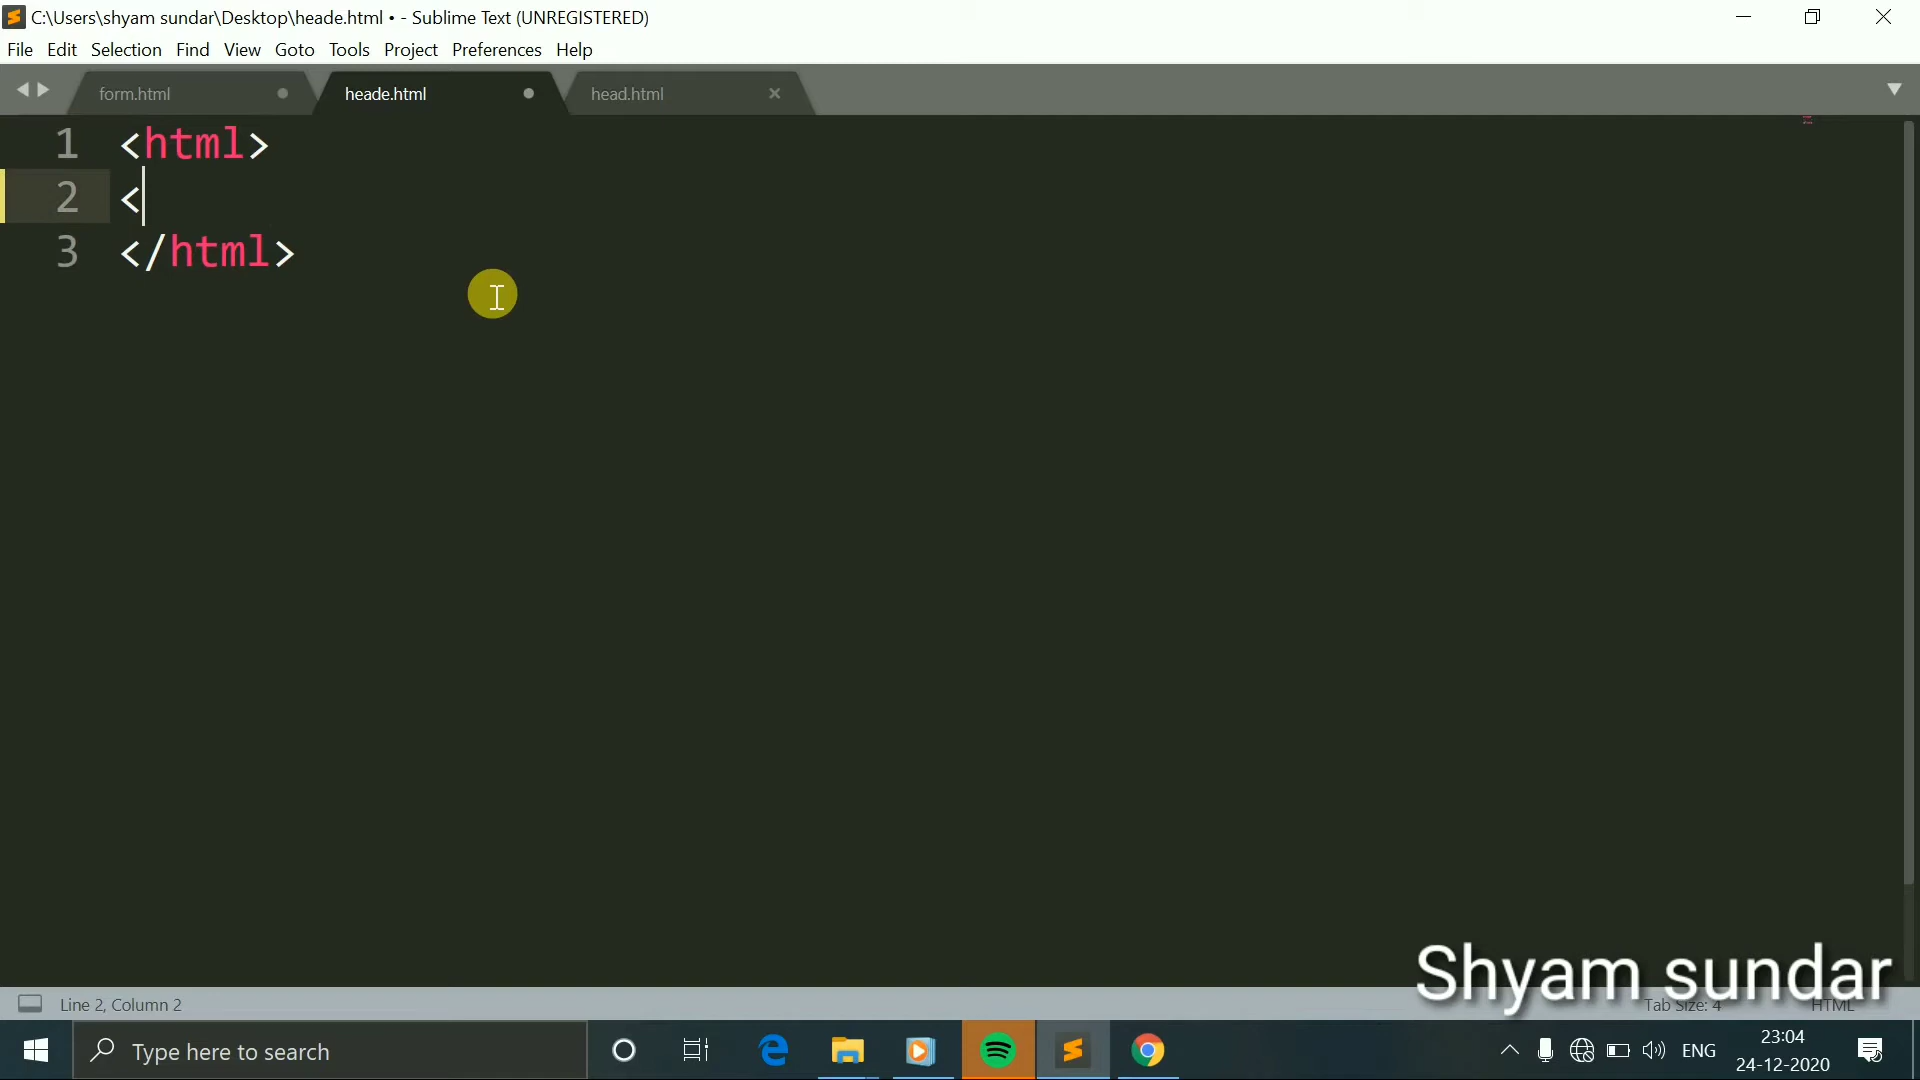 C:\Users\shyam sundar\Desktop\heade.html • - Sublime Text (UNREGISTERED)
File Edit Selection Find View Goto Tools Project Preferences Help
form.html heade.html head.html
1 <html>
2 <
3 </html>
Shyam sundar
Line 2, Column 2 Tab Size: 4 HTML
Type here to search ENG 23:04
24-12-2020